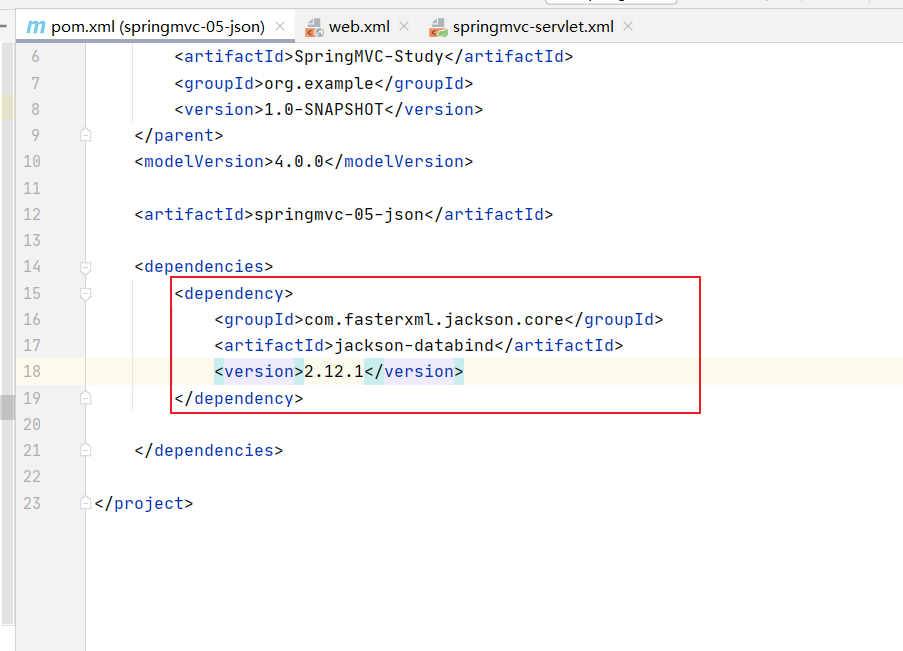 pom.xml (springmvc-05-json)
web.xml
springmvc-servlet.xml
6 <artifactId>SpringMVC-Study</artifactId>
7 <groupId>org.example</groupId>
8 <version>1.0-SNAPSHOT</version>
9 </parent>
10 <modelVersion>4.0.0</modelVersion>
11
12 <artifactId>springmvc-05-json</artifactId>
13
14 <dependencies>
15 <dependency>
16 <groupId>com.fasterxml.jackson.core</groupId>
17 <artifactId>jackson-databind</artifactId>
18 <version>2.12.1</version>
19 </dependency>
20
21 </dependencies>
22
23 </project>